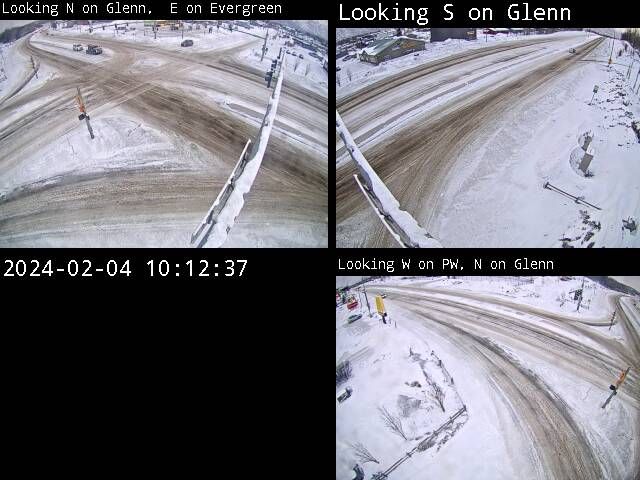 Looking N on Glenn,  E on Evergreen
Looking S on Glenn
2024-02-04 10:12:37
Looking W on PW, N on Glenn